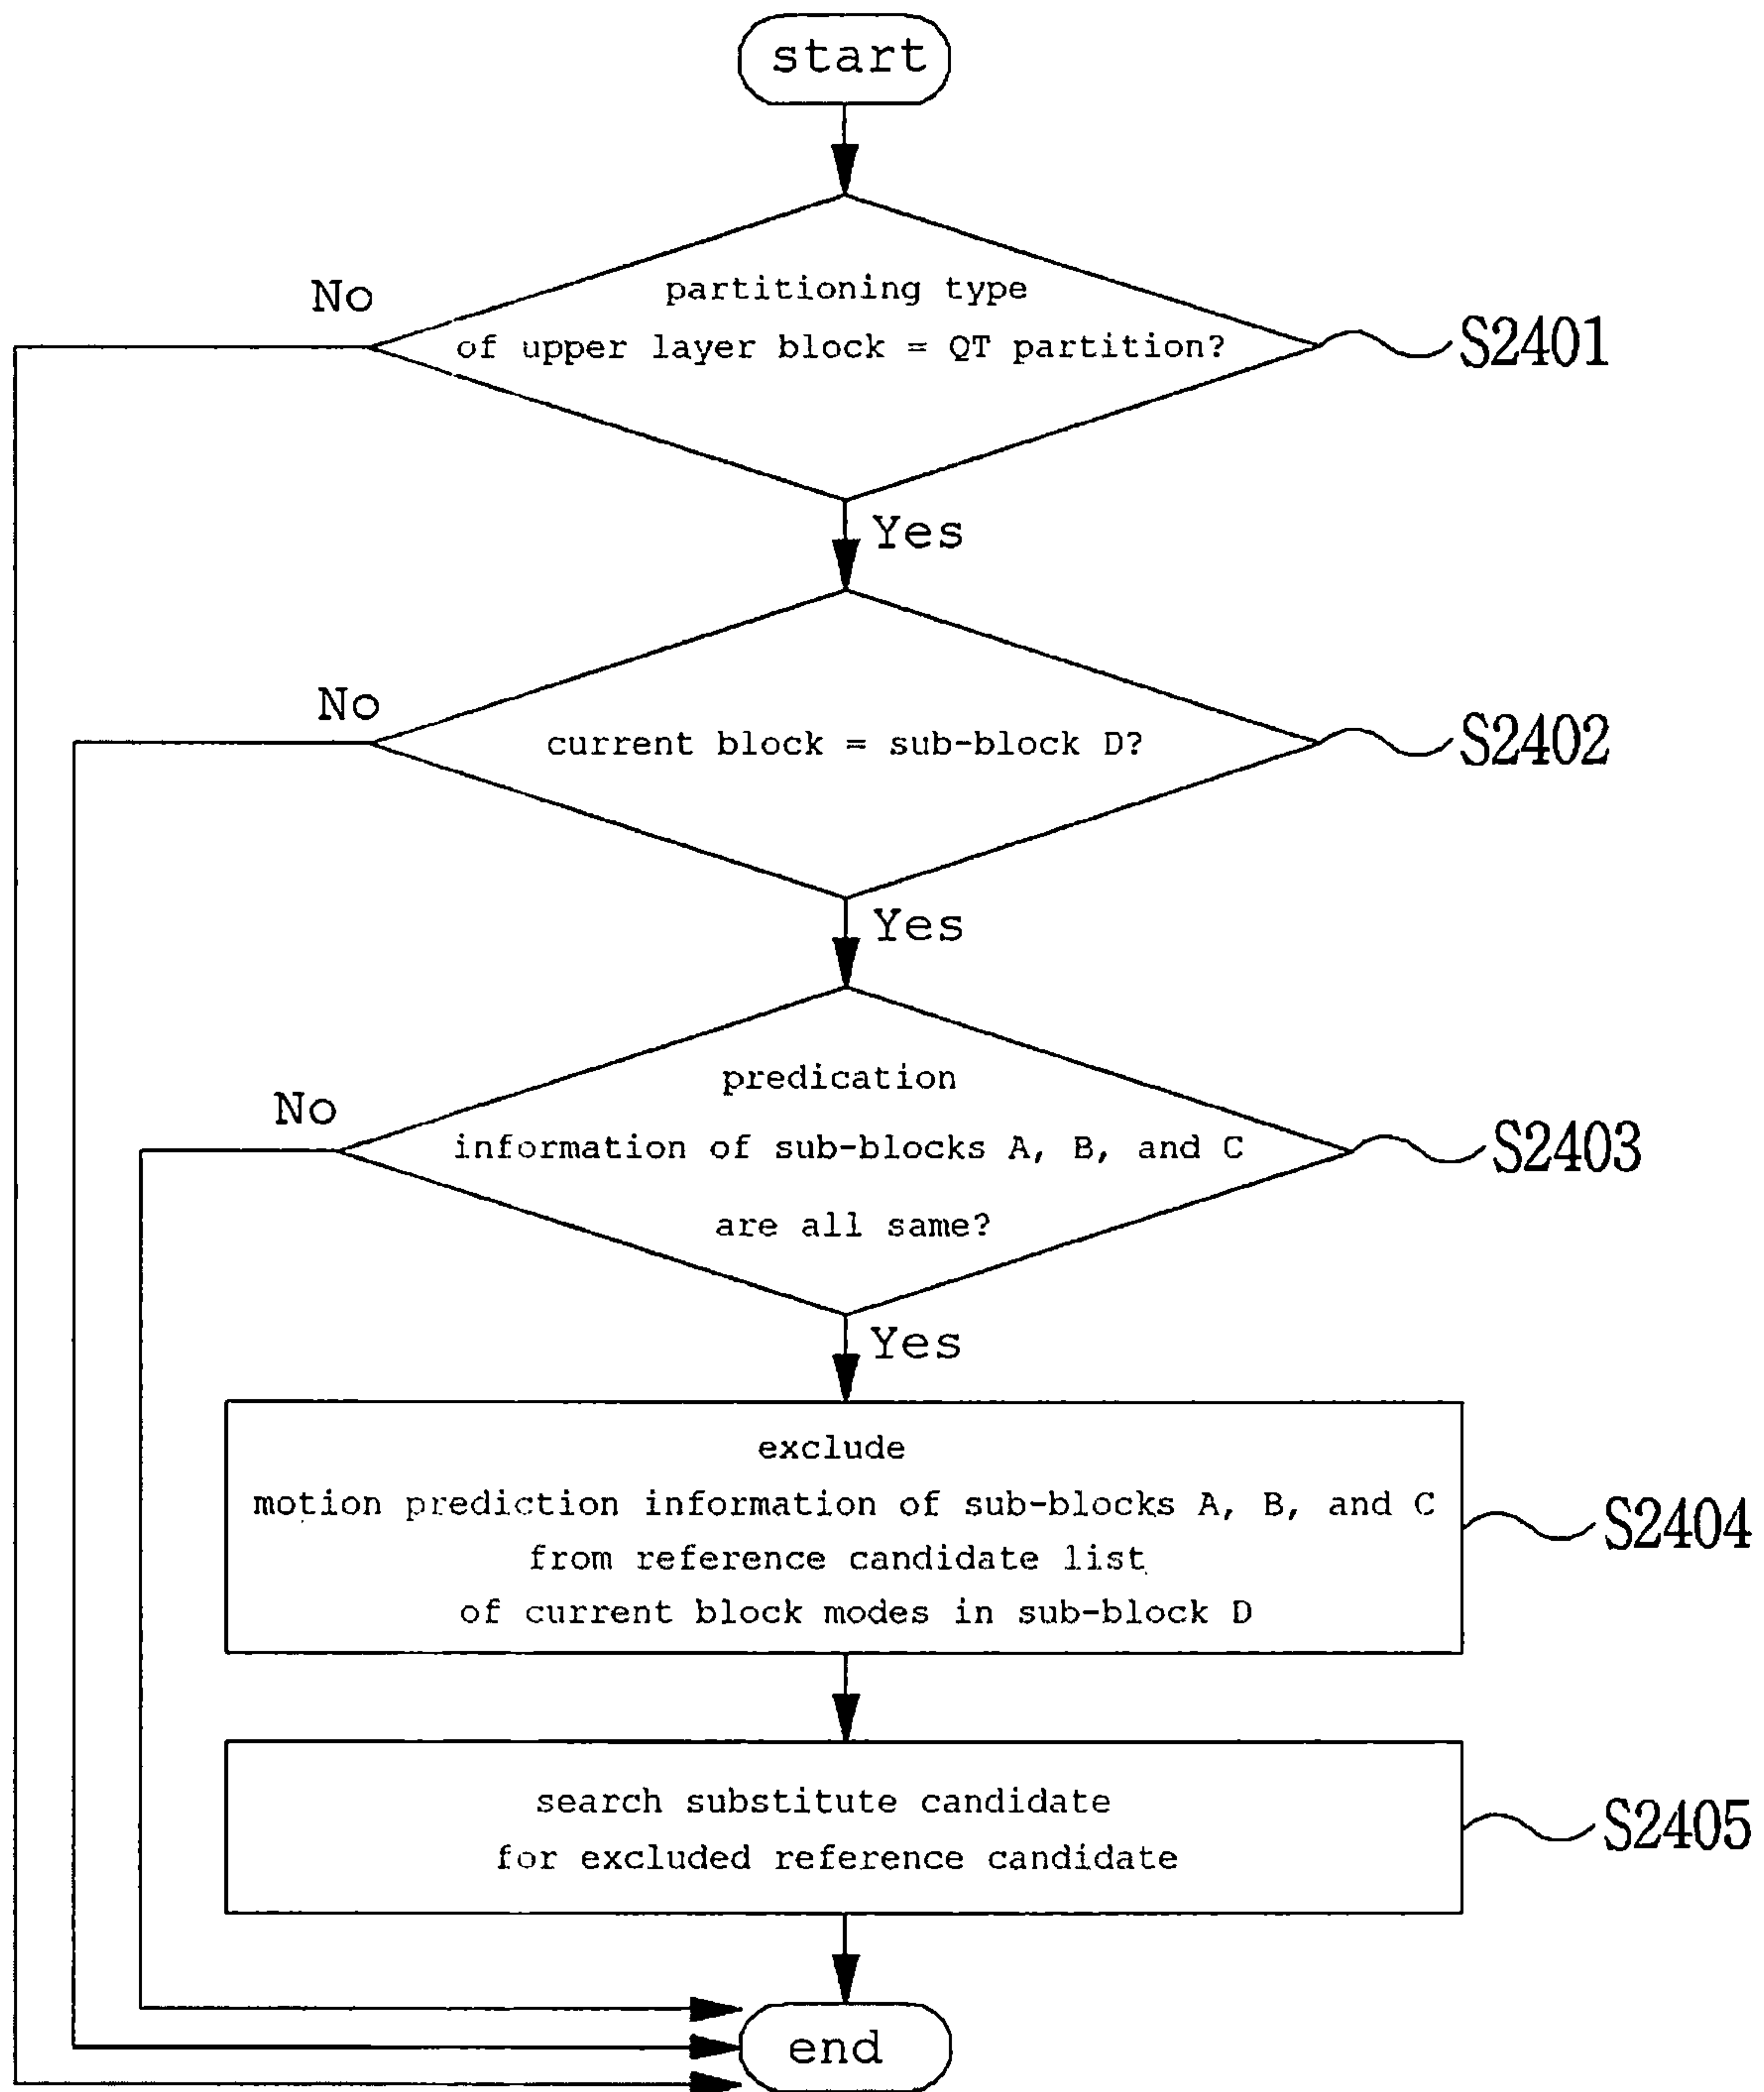 start
No
partitioning type
of upper layer block = QT partition?
S2401
Yes
No
current block = sub-block D?
S2402
Yes
No
predication
information of sub-blocks A, B, and C
are all same?
S2403
Yes
exclude
motion prediction information of sub-blocks A, B, and C
from reference candidate list
of current block modes in sub-block D
S2404
search substitute candidate
for excluded reference candidate
S2405
end